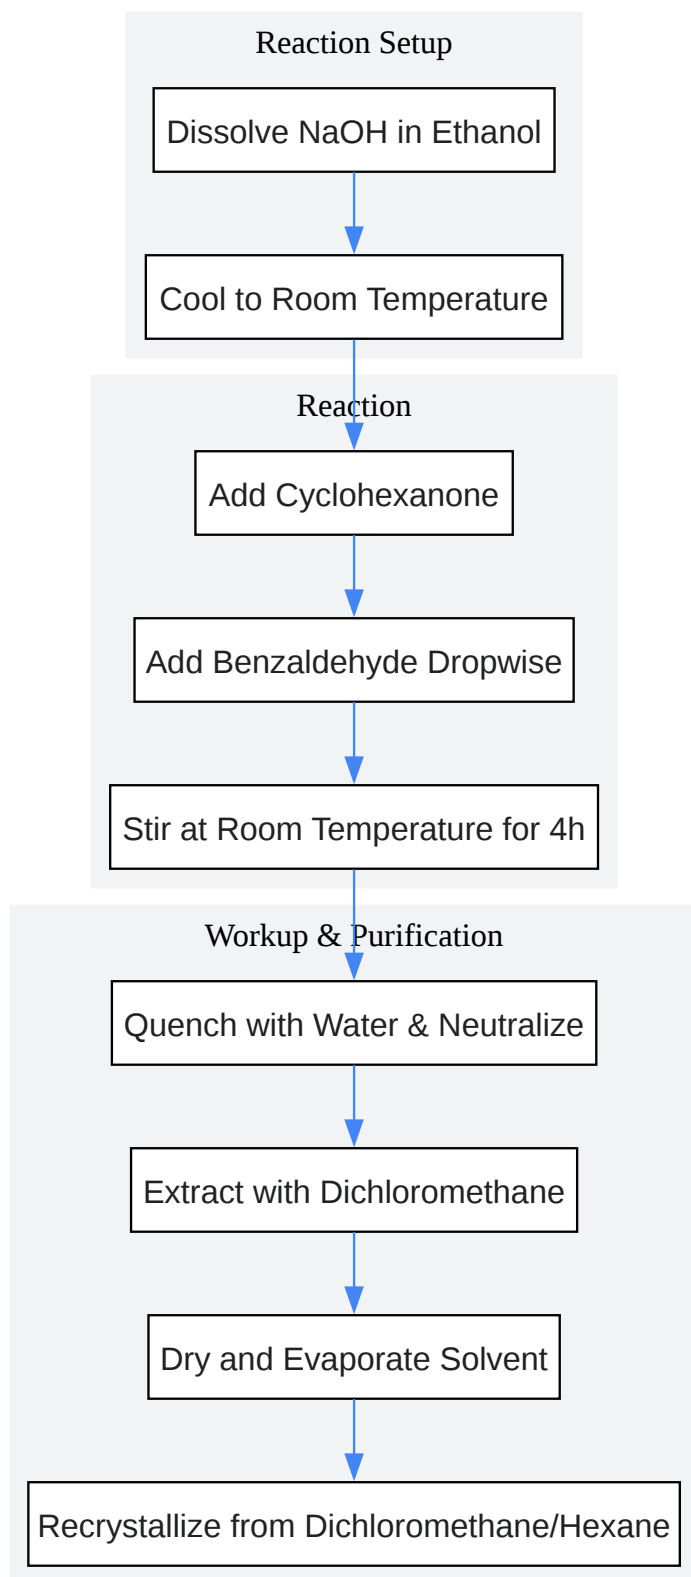 Reaction Setup
Dissolve NaOH in Ethanol
Cool to Room Temperature
Reaction
Add Cyclohexanone
Add Benzaldehyde Dropwise
Stir at Room Temperature for 4h
Workup & Purification
Quench with Water & Neutralize
Extract with Dichloromethane
Dry and Evaporate Solvent
Recrystallize from Dichloromethane/Hexane